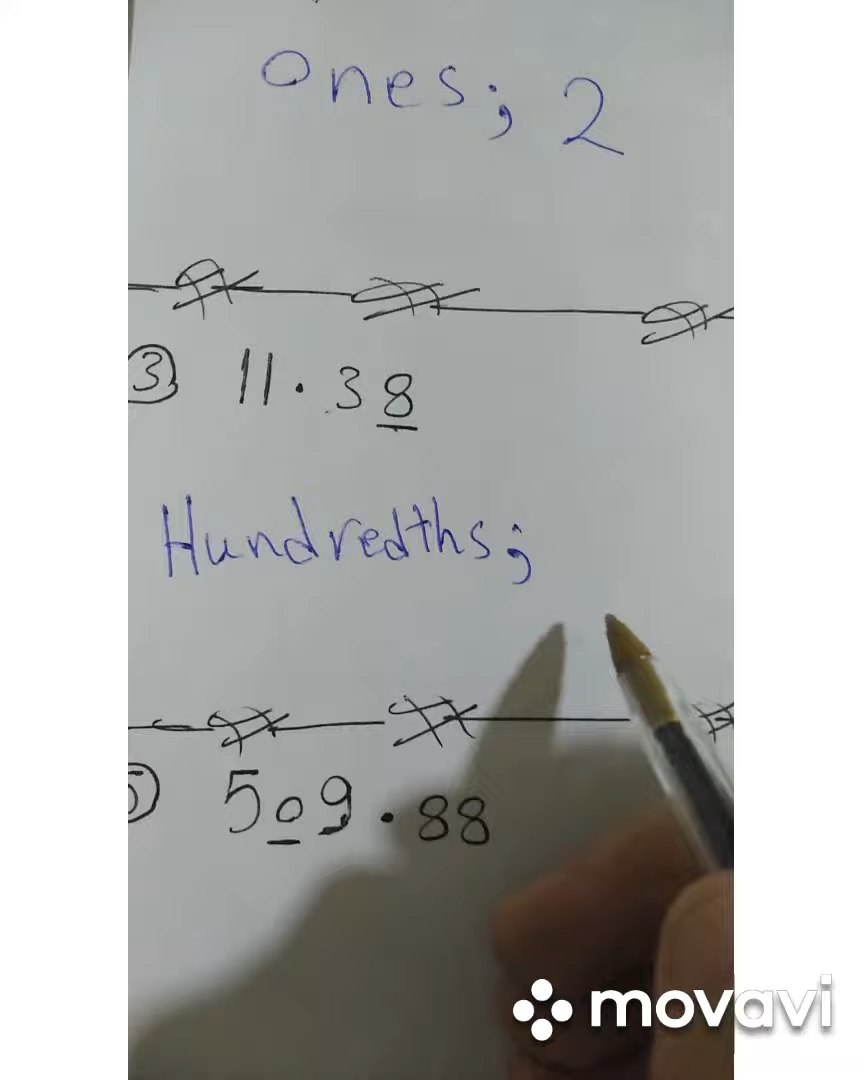 Ones; 2
③ 11.38
Hundredths;
⑤ 509.88
movavi